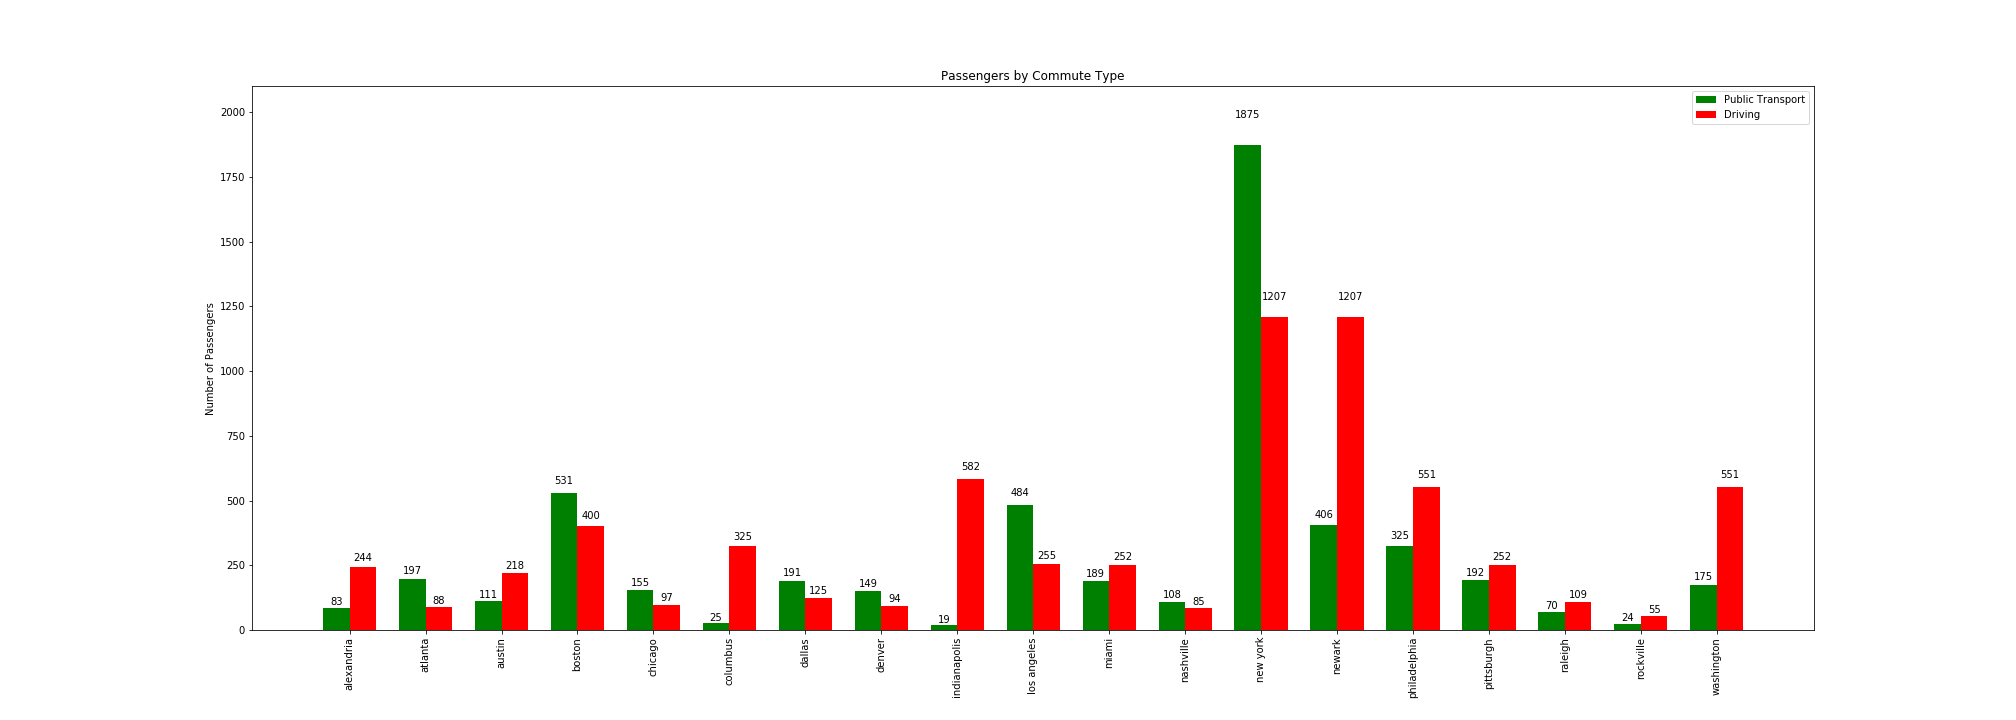 Passengers by Commute Type
Public Transport
Driving
Number of Passengers
2000
1750
1500
1250
1000
750
500
250
0
83
244
197
88
111
218
531
400
155
97
25
325
191
125
149
94
19
582
484
255
189
252
108
85
1875
1207
406
1207
325
551
192
252
70
109
24
55
175
551
alexandria
atlanta
austin
boston
chicago
columbus
dallas
denver
indianapolis
los angeles
miami
nashville
new york
newark
philadelphia
pittsburgh
raleigh
rockville
washington